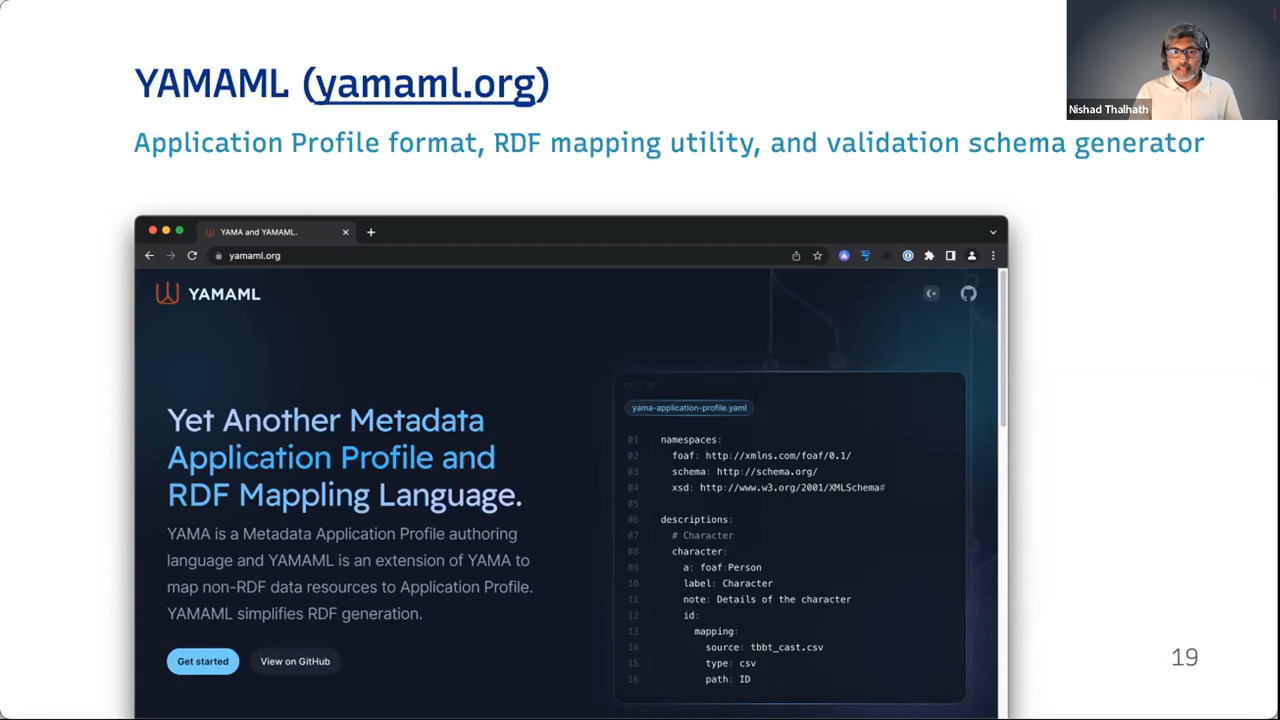 YAMAML (yamaml.org)
Application Profile format, RDF mapping utility, and validation schema generator
Nishad Thalhath
YAMA and YAMAML.
yamaml.org
YAMAML
Yet Another Metadata
Application Profile and
RDF Mapping Language.
YAMA is a Metadata Application Profile authoring
language and YAMAML is an extension of YAMA to
map non-RDF data resources to Application Profile.
YAMAML simplifies RDF generation.
Get started
View on GitHub
yama-application-profile.yaml
01 namespaces:
02 foaf: http://xmlns.com/foaf/0.1/
03 schema: http://schema.org/
04 xsd: http://www.w3.org/2001/XMLSchema#
05
06 descriptions:
07 # Character
08 character:
09 a: foaf:Person
10 label: Character
11 note: Details of the character
12 id:
13 mapping:
14 source: tbbt_cast.csv
15 type: csv
16 path: ID
19